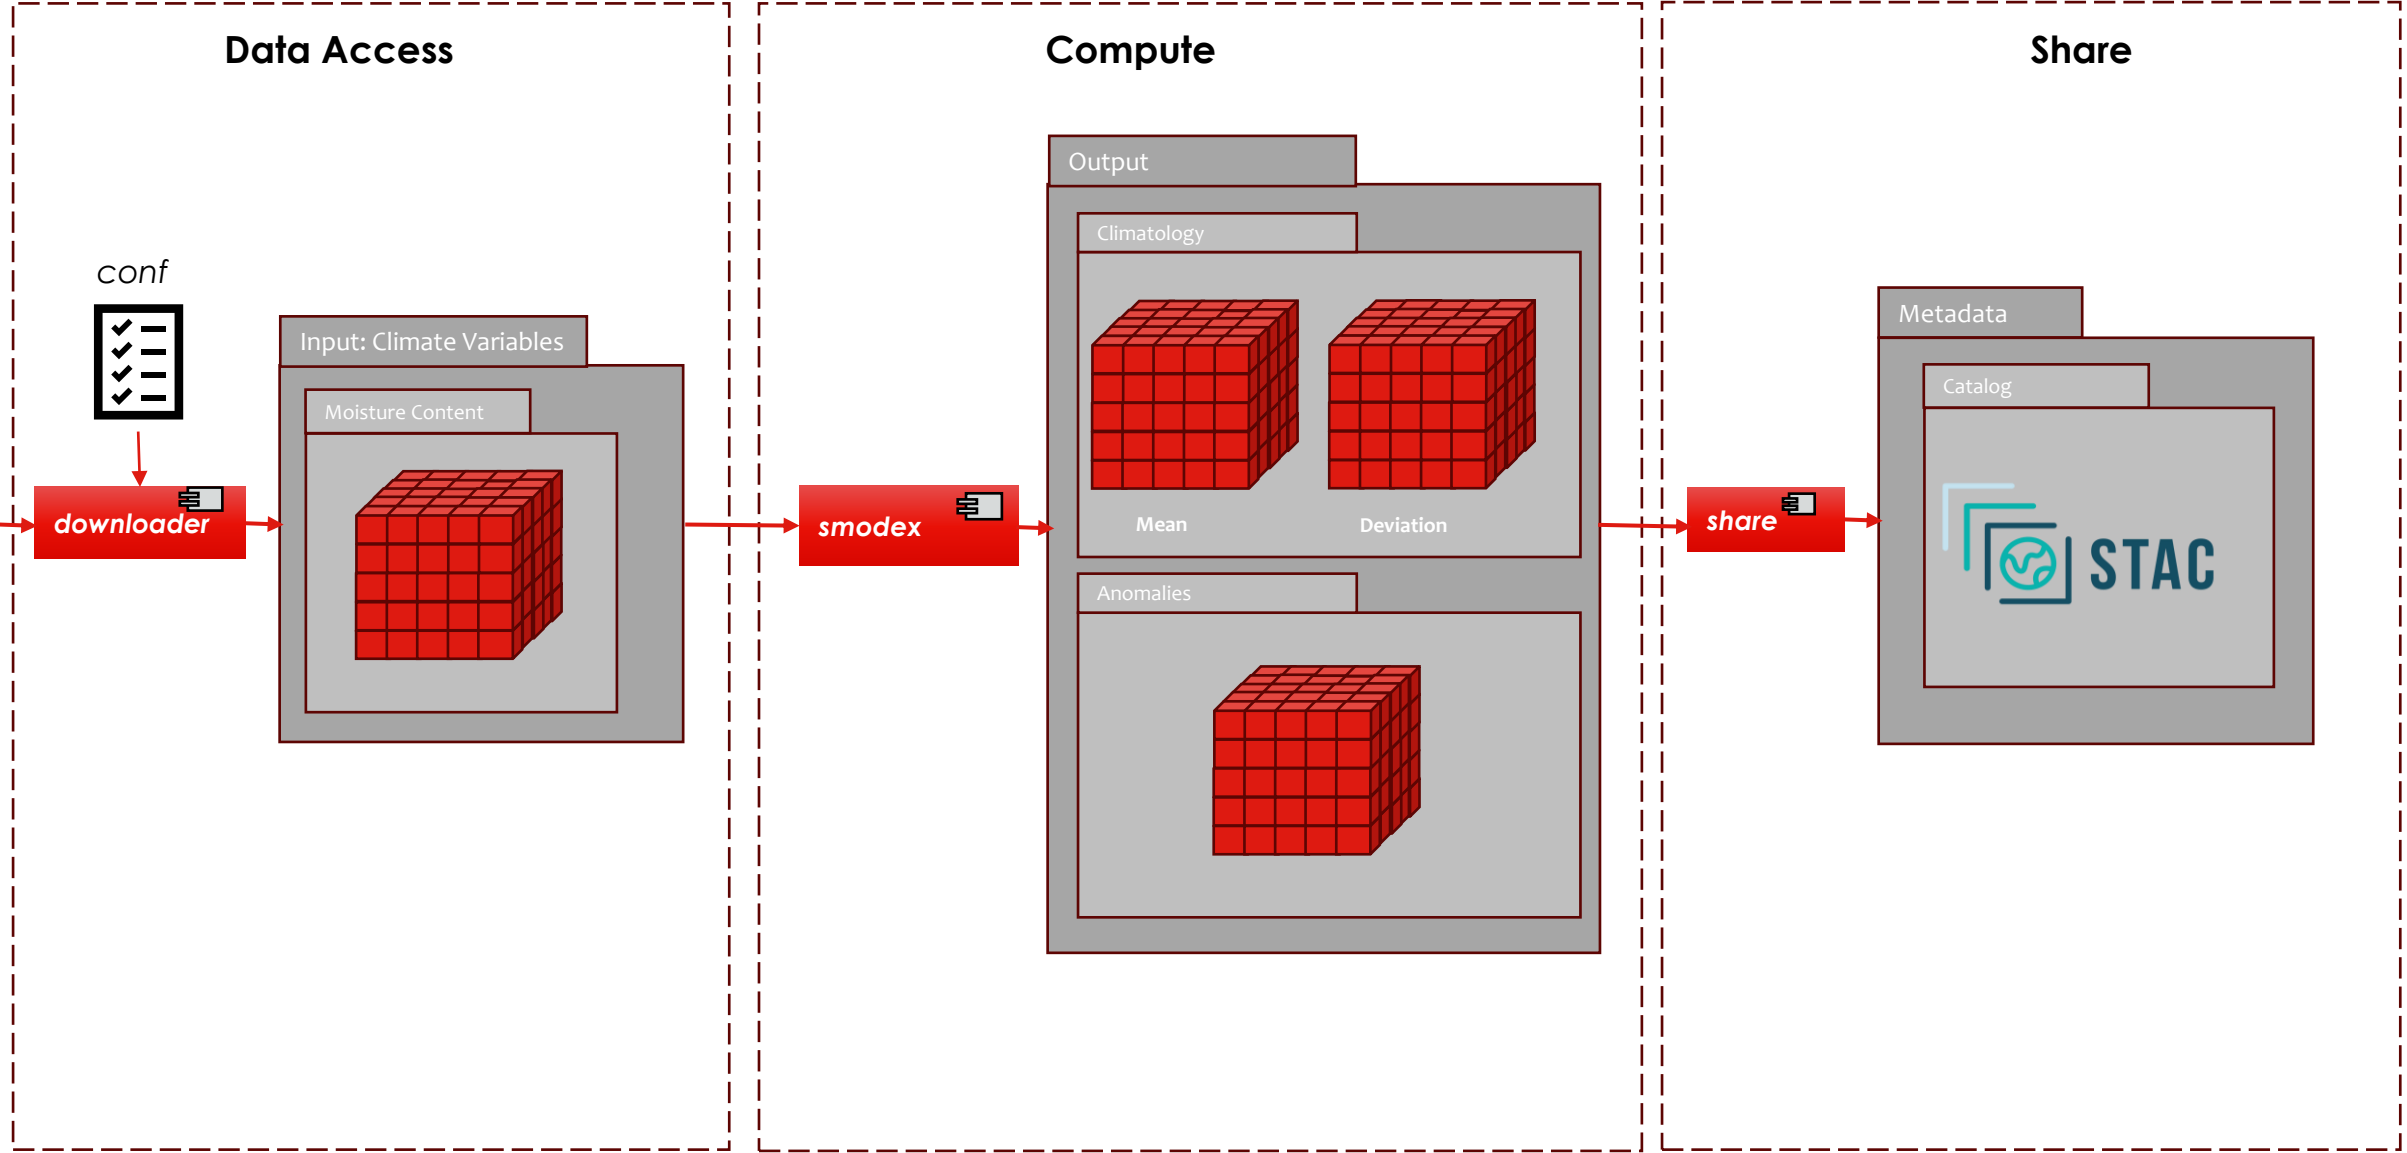 Data Access
Compute
Share
conf
downloader
Input: Climate Variables
Moisture Content
smodex
Output
Climatology
Mean
Deviation
Anomalies
share
Metadata
Catalog
STAC